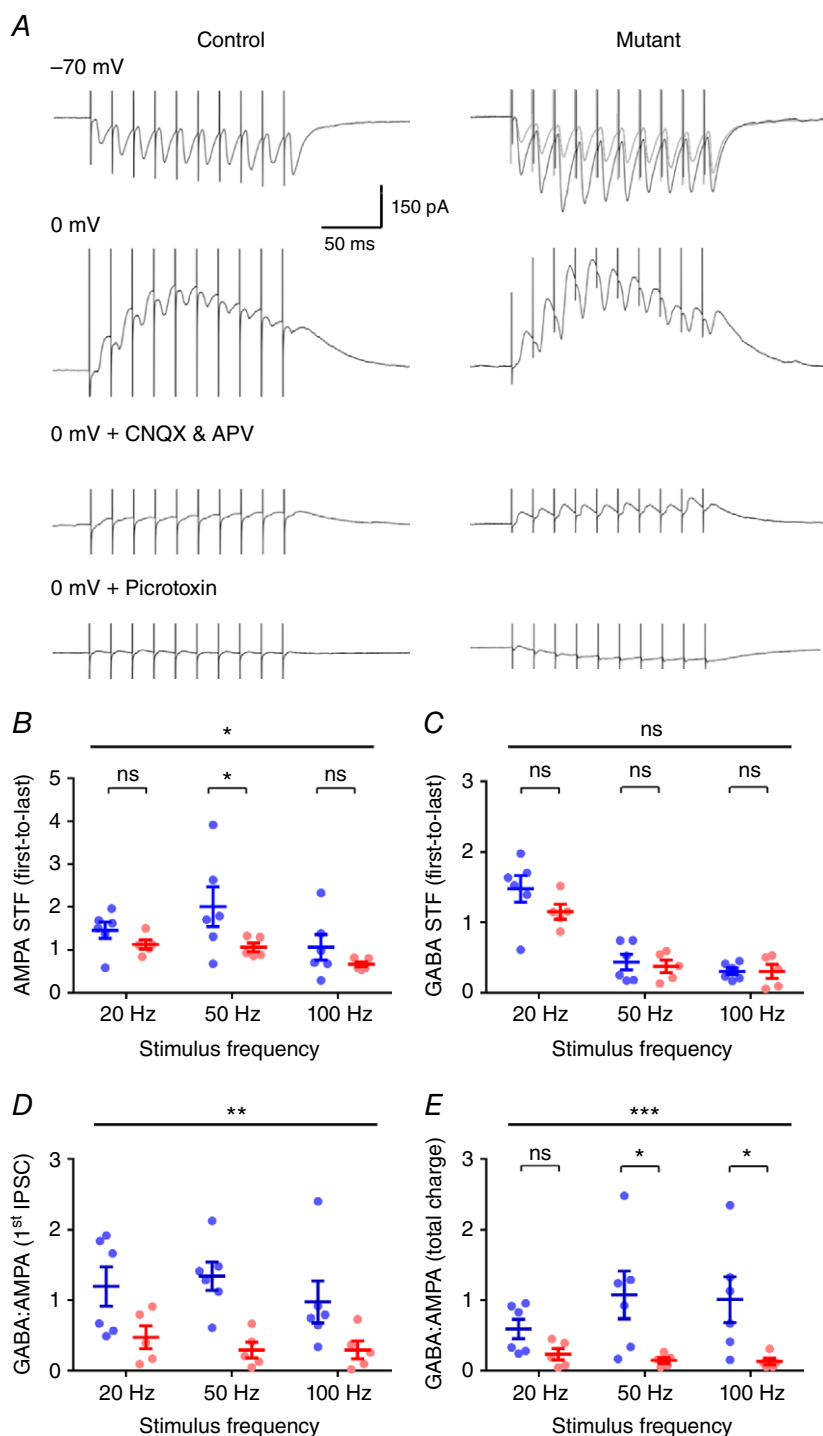 A
Control
Mutant
–70 mV
150 pA
50 ms
0 mV
0 mV + CNQX & APV
0 mV + Picrotoxin
B
*
ns
*
ns
AMPA STF (first-to-last)
5
4
3
2
1
0
20 Hz
50 Hz
100 Hz
Stimulus frequency
C
ns
ns
ns
ns
GABA STF (first-to-last)
3
2
1
0
20 Hz
50 Hz
100 Hz
Stimulus frequency
D
**
GABA:AMPA (1st IPSC)
3
2
1
0
20 Hz
50 Hz
100 Hz
Stimulus frequency
E
***
ns
*
*
GABA:AMPA (total charge)
3
2
1
0
20 Hz
50 Hz
100 Hz
Stimulus frequency